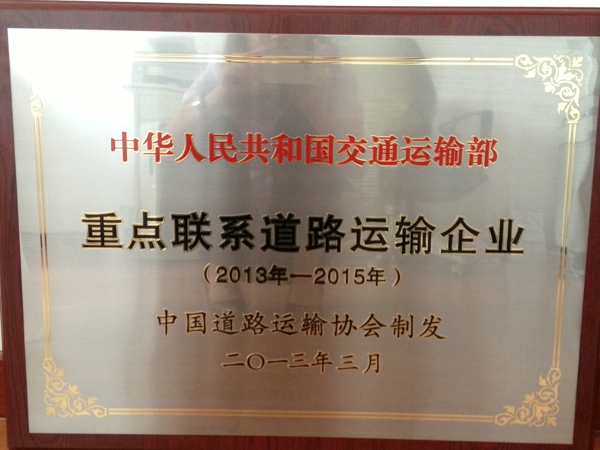 中华人民共和国交通运输部
重点联系道路运输企业
（2013年—2015年）
中国道路运输协会制发
二〇一三年三月